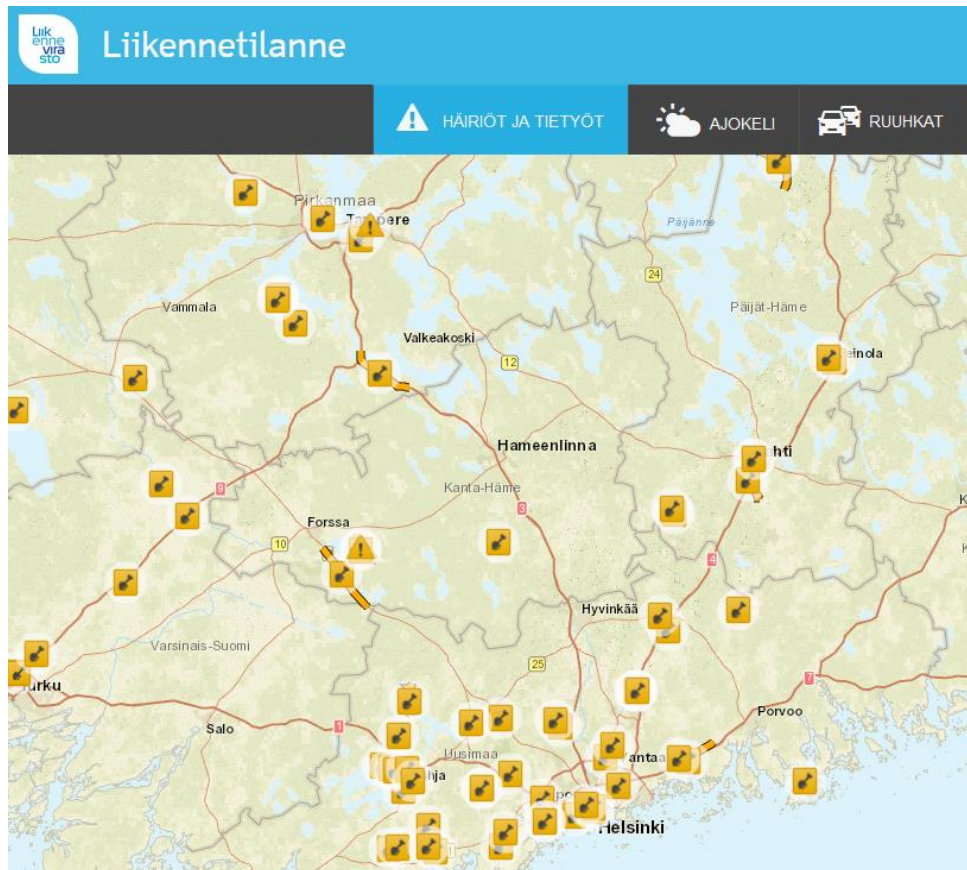 Liik
enne
vira
sto
Liikennetilanne
HÄIRIÖT JA TIETYÖT
AJOKELI
RUUHKAT
Pirkanmaa
Päijänne
24
Vammala
Päijät-Häme
Valkeakoski
12
Hameenlinna
Kanta-Häme
9
3
Forssa
10
4
Hyvinkää
Varsinais-Suomi
25
7
Porvoo
Salo
1
Uusimaa
Helsinki